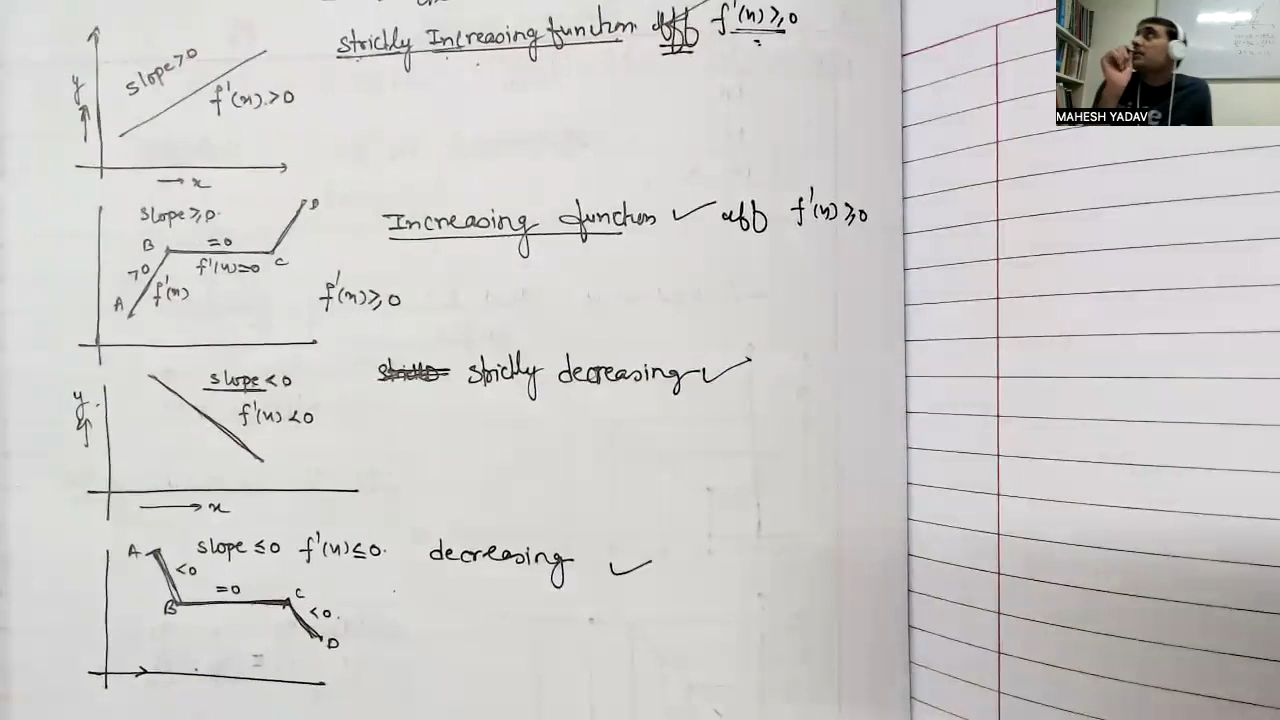 strictly Increasing function iff f'(x)≥0
?
slope>0
f'(x)>0
y
x
slope≥0
Increasing function ✓ iff f'(x)≥0
B =0 C D
f'(x)=0
>0
A f'(x)
f'(x)≥0
slope<0
strictly decreasing ✓
f'(x)<0
y
x
A slope≤0 f'(x)≤0. decreasing ✓
<0
=0
B C
<0.
D
MAHESH YADAV